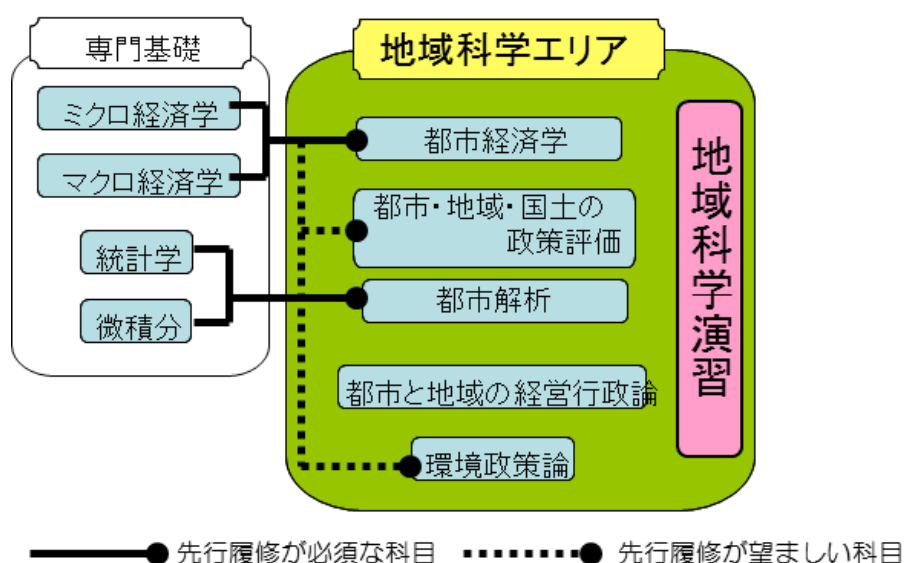 専門基礎
ミクロ経済学
マクロ経済学
統計学
微積分
地域科学エリア
都市経済学
都市・地域・国土の
政策評価
都市解析
都市と地域の経営行政論
環境政策論
地域科学演習
先行履修が必須な科目
先行履修が望ましい科目